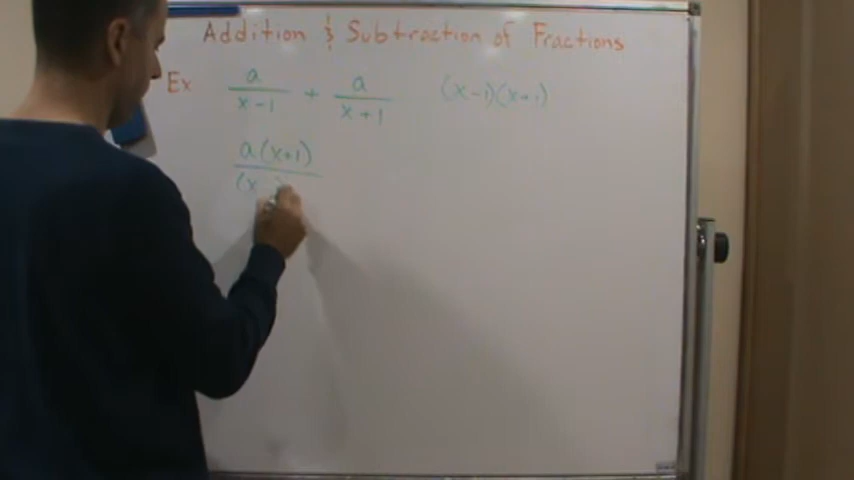 Addition & Subtraction of Fractions
Ex a/(x-1) + a/(x+1) (x-1)(x+1)
a(x+1)
(x